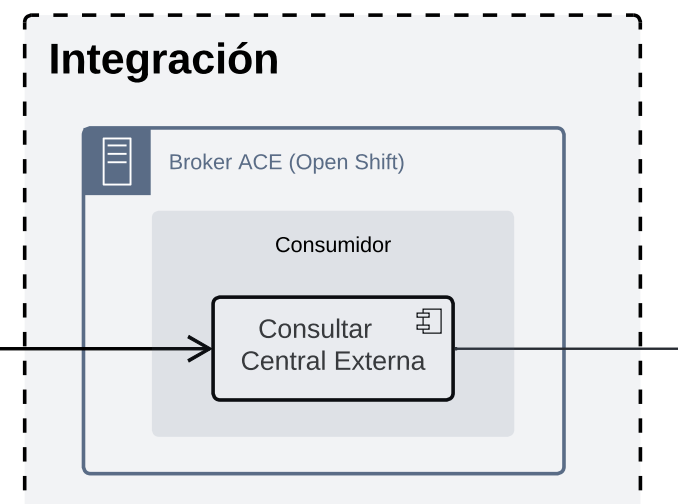 Integración
Broker ACE (Open Shift)
Consumidor
Consultar
Central Externa